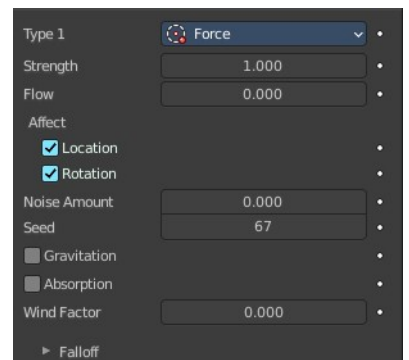 Type 1 Force
Strength 1.000
Flow 0.000
Affect
Location
Rotation
Noise Amount 0.000
Seed 67
Gravitation
Absorption
Wind Factor 0.000
Falloff